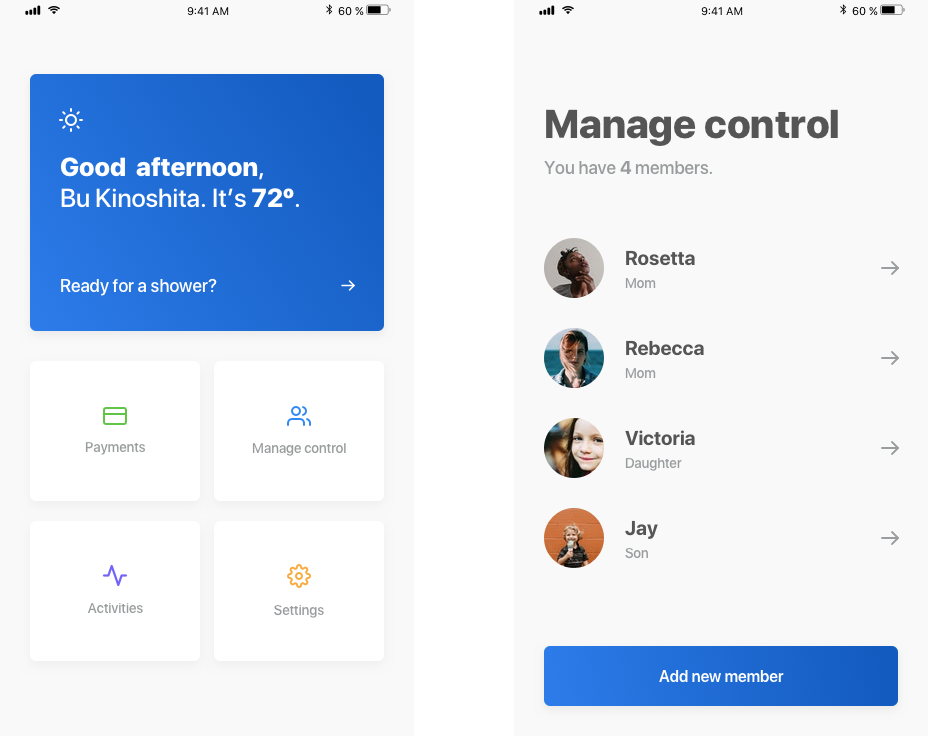 9:41 AM
60 %
Good afternoon,
Bu Kinoshita. It’s 72º.
Ready for a shower?
Payments
Manage control
Activities
Settings
9:41 AM
60 %
Manage control
You have 4 members.
Rosetta
Mom
Rebecca
Mom
Victoria
Daughter
Jay
Son
Add new member